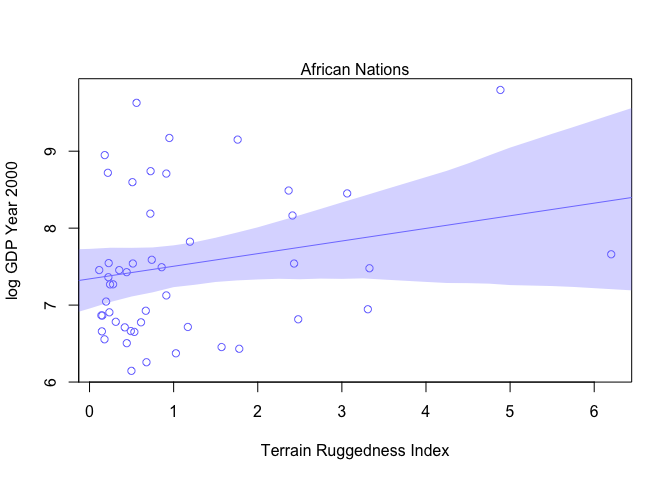 African Nations
log GDP Year 2000
9
8
7
6
0 1 2 3 4 5 6
Terrain Ruggedness Index